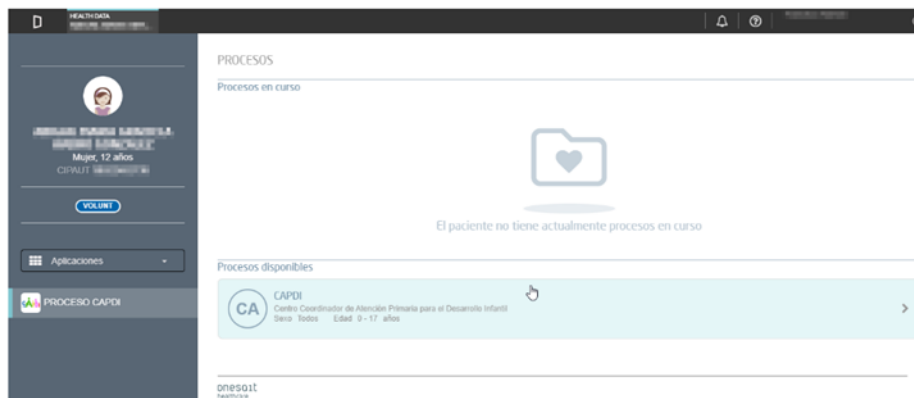 HEALTH DATA
PROCESOS
Procesos en curso
Mujer, 12 años
CIPAUT
VOLUNT
El paciente no tiene actualmente procesos en curso
Aplicaciones
Procesos disponibles
PROCESO CAPDI
CA
CAPDI
Centro Coordinador de Atención Primaria para el Desarrollo Infantil
Sexo Todos Edad 0 - 17 años
onesait
healthcare